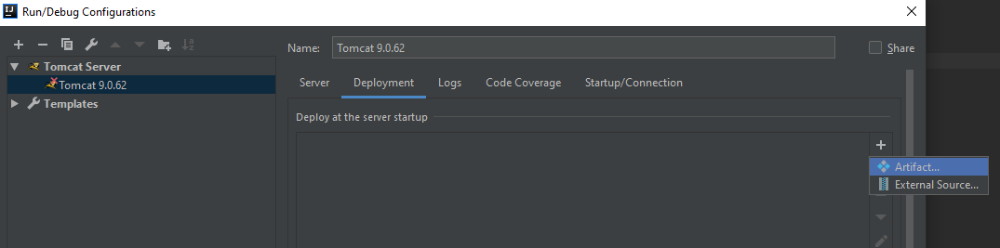 IJ Run/Debug Configurations
Name: Tomcat 9.0.62 Share
Tomcat Server
Tomcat 9.0.62
Templates
Server Deployment Logs Code Coverage Startup/Connection
Deploy at the server startup
Artifact...
External Source...